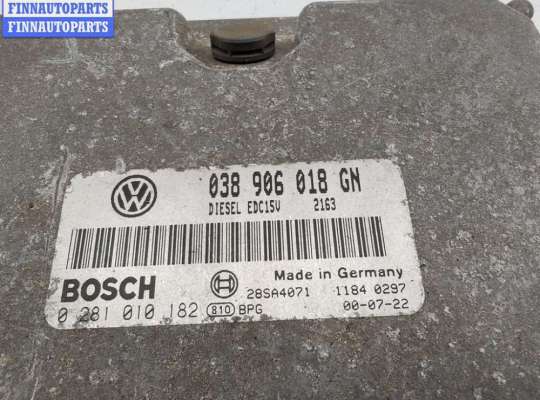 FINNAUTOPARTS
FINNAUTOPARTS
038 906 018 GN
DIESEL EDC15V 2163
BOSCH
Made in Germany
28SA4071 1184 0297
0 281 010 182 810 BPG 00-07-22